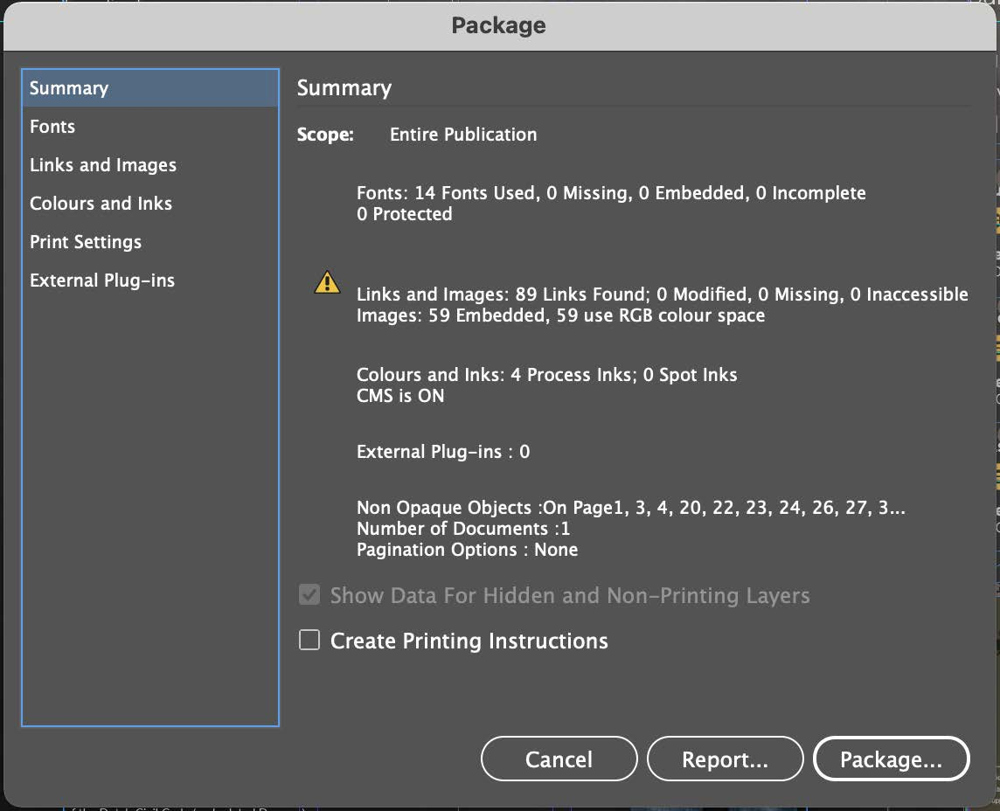 Package
Summary
Fonts
Links and Images
Colours and Inks
Print Settings
External Plug-ins
Summary
Scope: Entire Publication
Fonts: 14 Fonts Used, 0 Missing, 0 Embedded, 0 Incomplete
0 Protected
Links and Images: 89 Links Found; 0 Modified, 0 Missing, 0 Inaccessible
Images: 59 Embedded, 59 use RGB colour space
Colours and Inks: 4 Process Inks; 0 Spot Inks
CMS is ON
External Plug-ins : 0
Non Opaque Objects :On Page1, 3, 4, 20, 22, 23, 24, 26, 27, 3...
Number of Documents :1
Pagination Options : None
Show Data For Hidden and Non-Printing Layers
Create Printing Instructions
Cancel
Report...
Package...